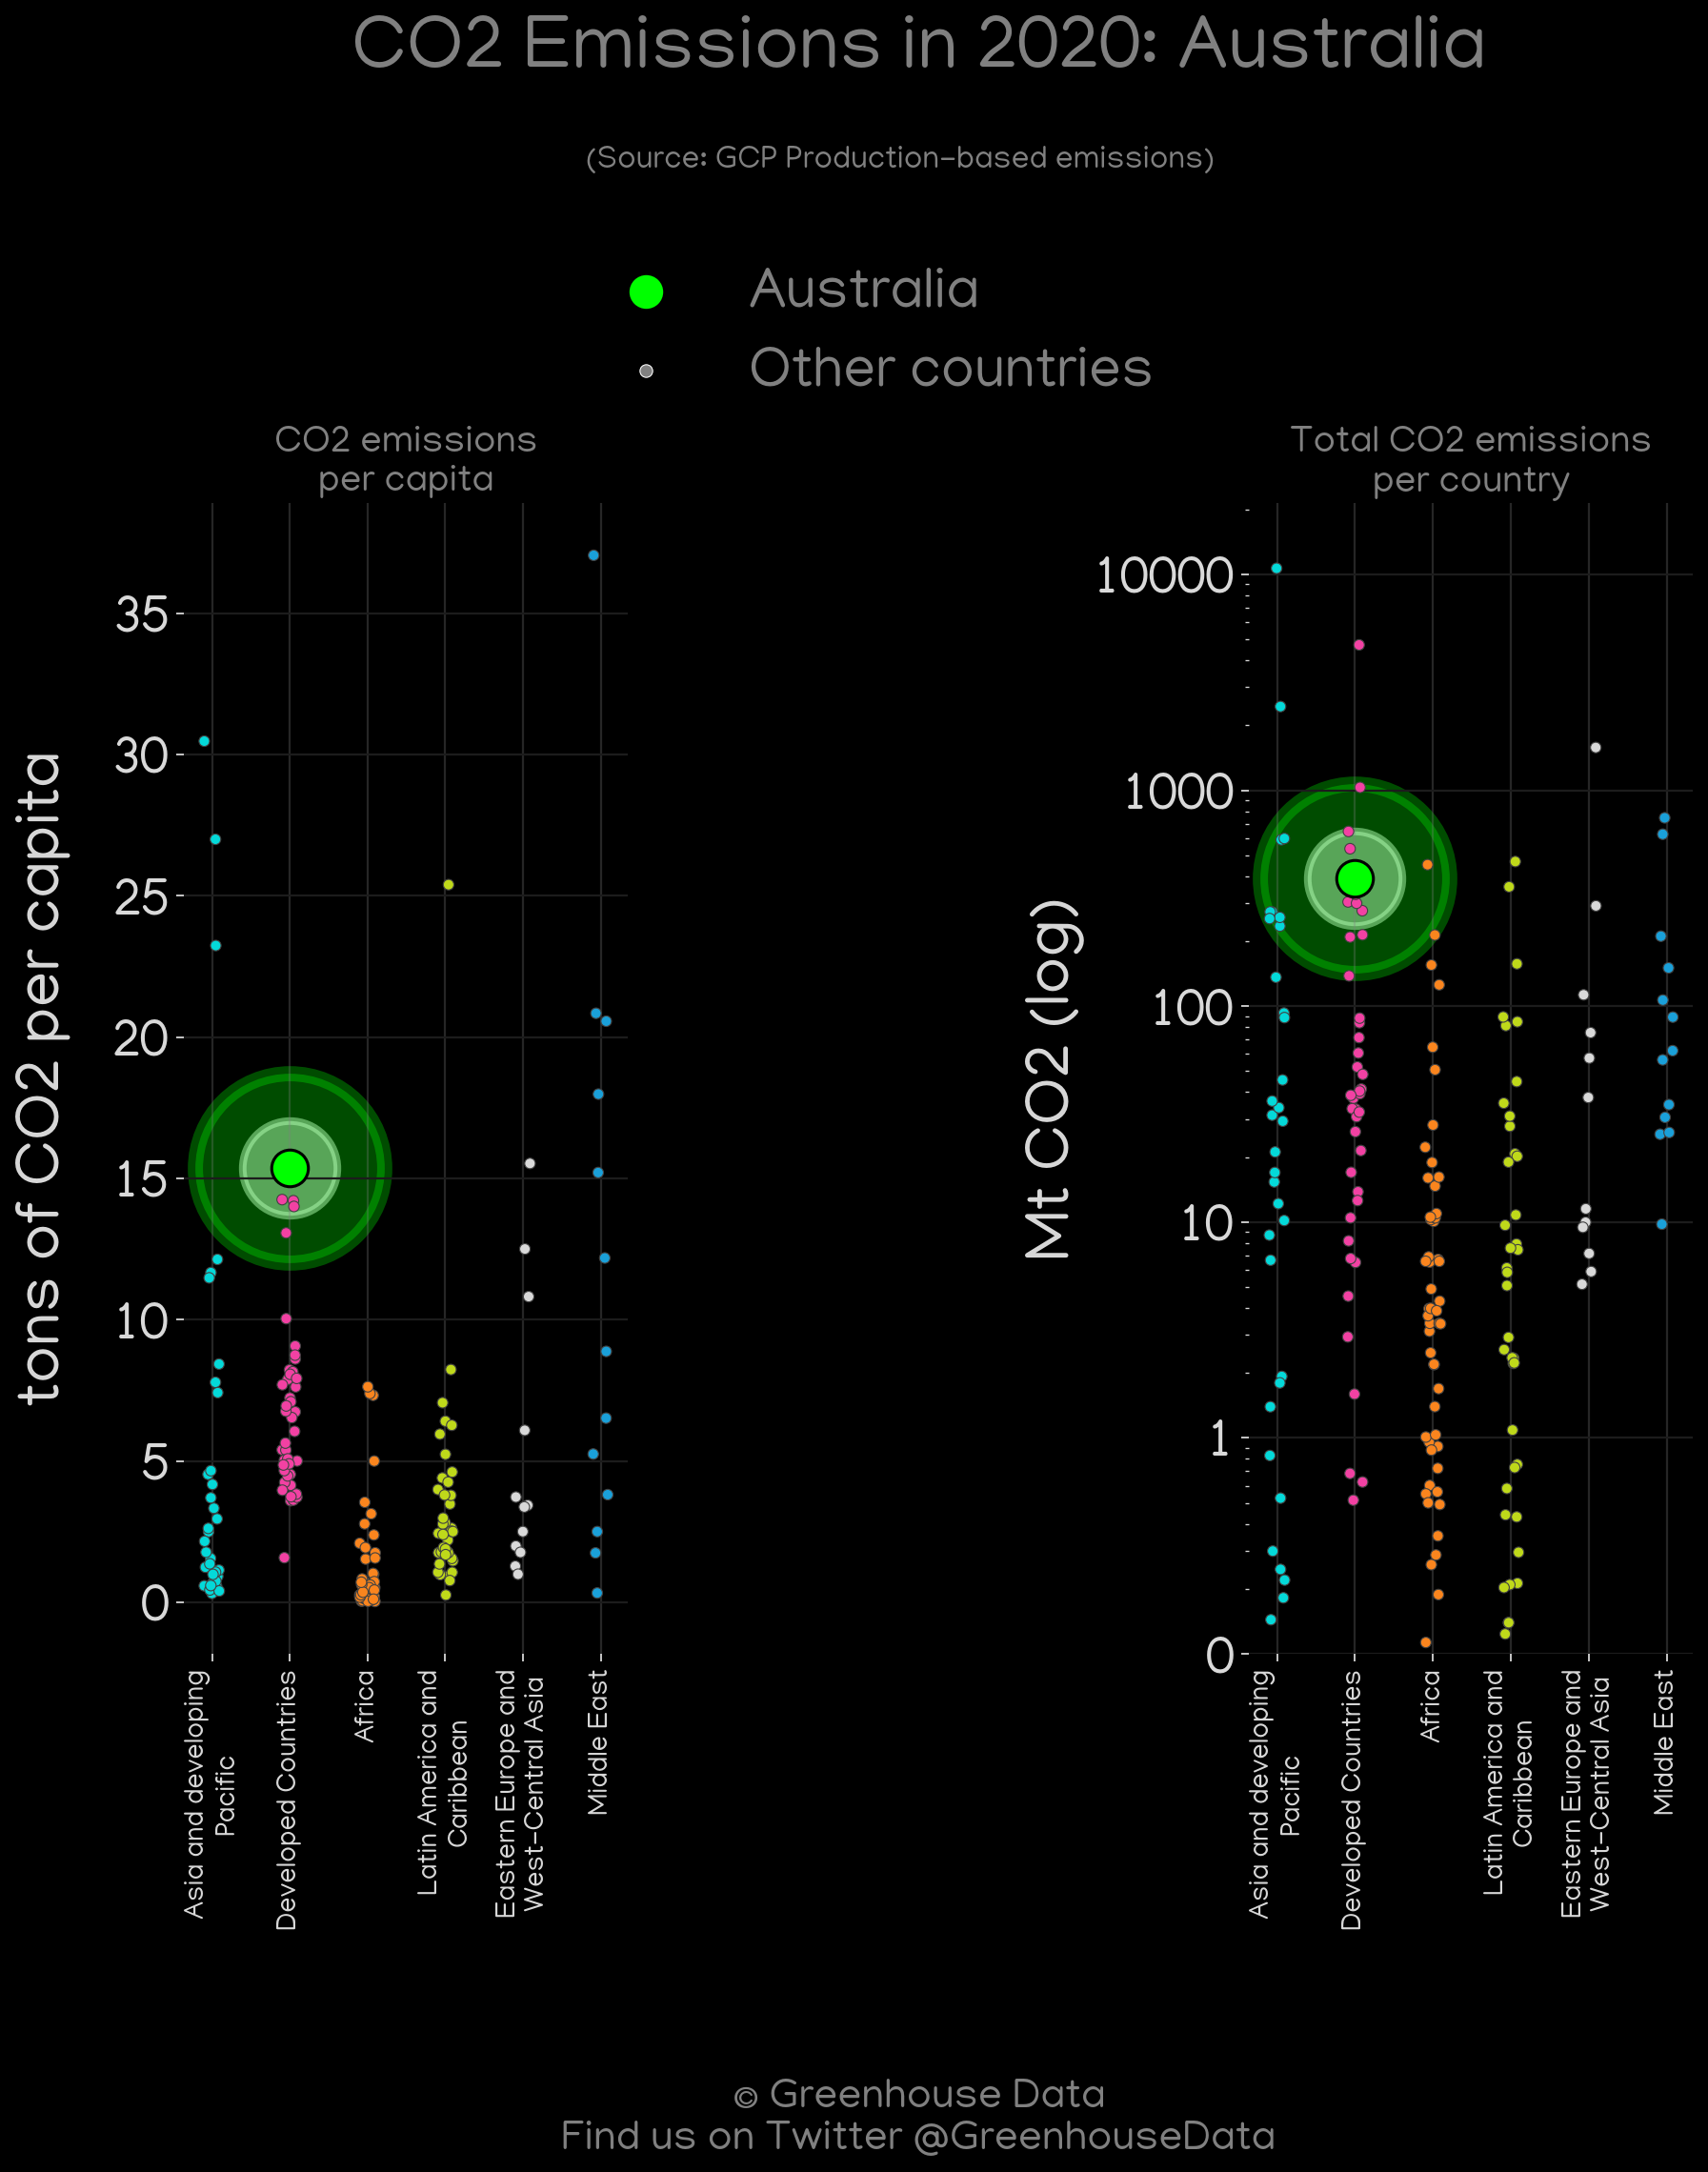 CO2 Emissions in 2020: Australia
(Source: GCP Production-based emissions)
Australia
Other countries
CO2 emissions
per capita
tons of CO2 per capita
35
30
25
20
15
10
5
0
Asia and developing
Pacific
Developed Countries
Africa
Latin America and
Caribbean
Eastern Europe and
West-Central Asia
Middle East
Total CO2 emissions
per country
Mt CO2 (log)
10000
1000
100
10
1
0
Asia and developing
Pacific
Developed Countries
Africa
Latin America and
Caribbean
Eastern Europe and
West-Central Asia
Middle East
© Greenhouse Data
Find us on Twitter @GreenhouseData